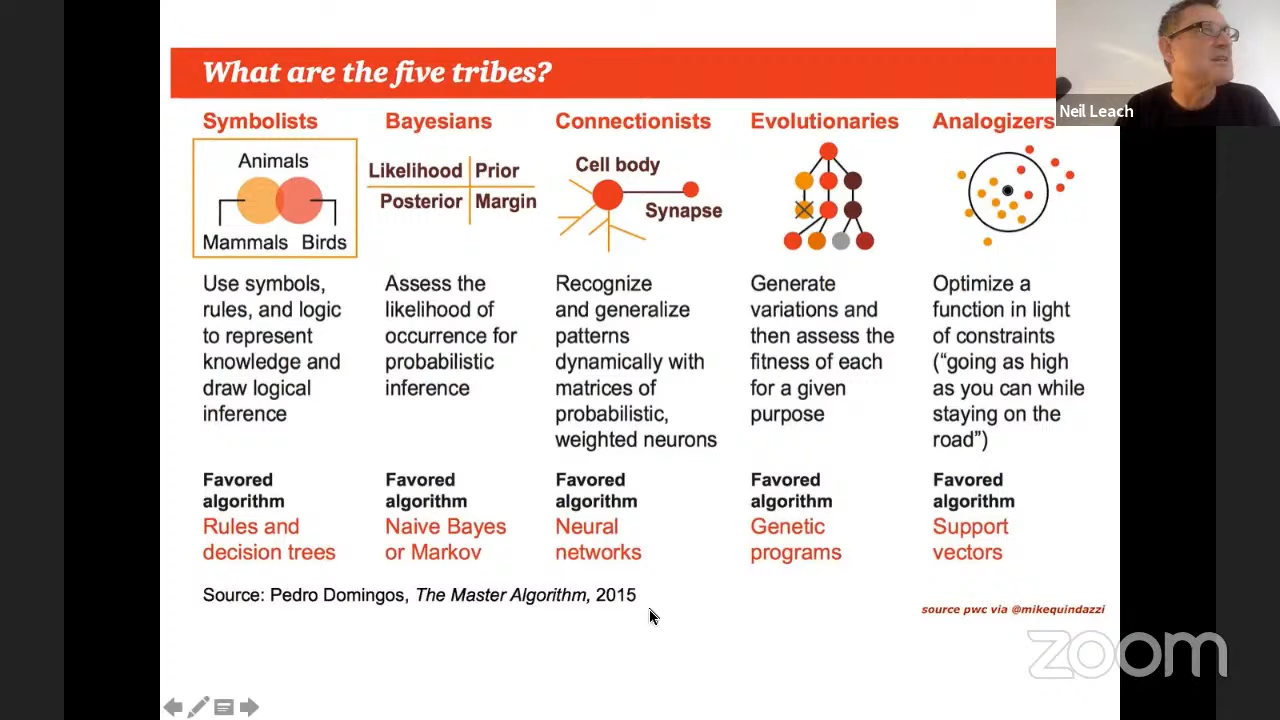 What are the five tribes?
Neil Leach
Symbolists
Animals
Mammals Birds
Use symbols,
rules, and logic
to represent
knowledge and
draw logical
inference
Favored
algorithm
Rules and
decision trees
Bayesians
Likelihood Prior
Posterior Margin
Assess the
likelihood of
occurrence for
probabilistic
inference
Favored
algorithm
Naive Bayes
or Markov
Connectionists
Cell body
Synapse
Recognize
and generalize
patterns
dynamically with
matrices of
probabilistic,
weighted neurons
Favored
algorithm
Neural
networks
Evolutionaries
Generate
variations and
then assess the
fitness of each
for a given
purpose
Favored
algorithm
Genetic
programs
Analogizers
Optimize a
function in light
of constraints
(“going as high
as you can while
staying on the
road”)
Favored
algorithm
Support
vectors
Source: Pedro Domingos, The Master Algorithm, 2015
source pwc via @mikequindazzi
zoom